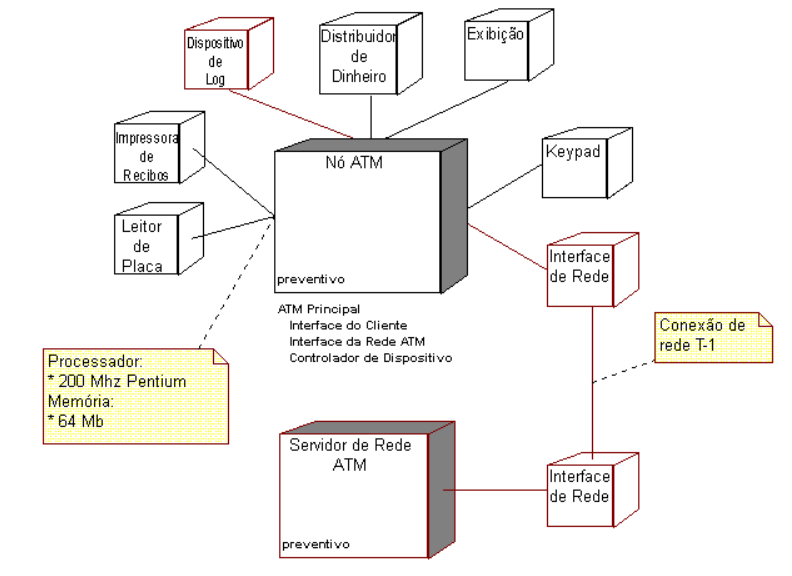 Dispositivo
de
Log
Distribuidor
de
Dinheiro
Exibição
Impressora
de
Recibos
Nó ATM
Keypad
Leitor
de
Placa
preventivo
Interface
de Rede
ATM Principal
Interface do Cliente
Interface da Rede ATM
Controlador de Dispositivo
Conexão de
rede T-1
Processador:
* 200 Mhz Pentium
Memória:
* 64 Mb
Servidor de Rede
ATM
preventivo
Interface
de Rede